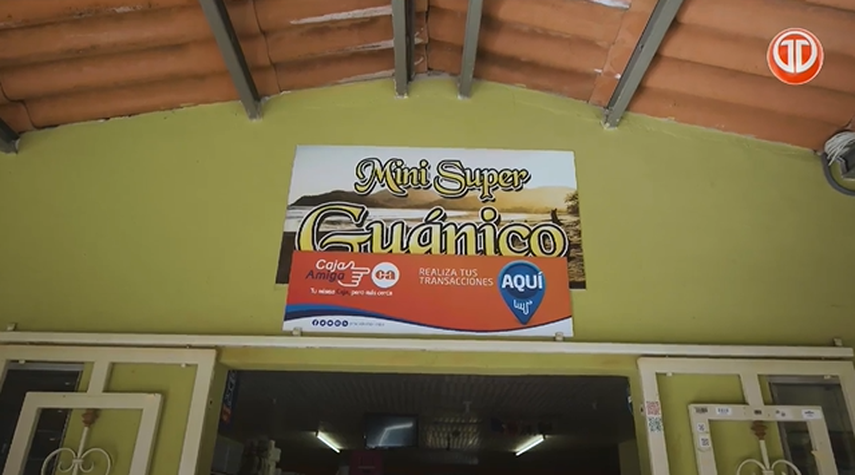 Mini Super
Guánico
Caja
Amiga
ca
REALIZA TUS
TRANSACCIONES
AQUÍ